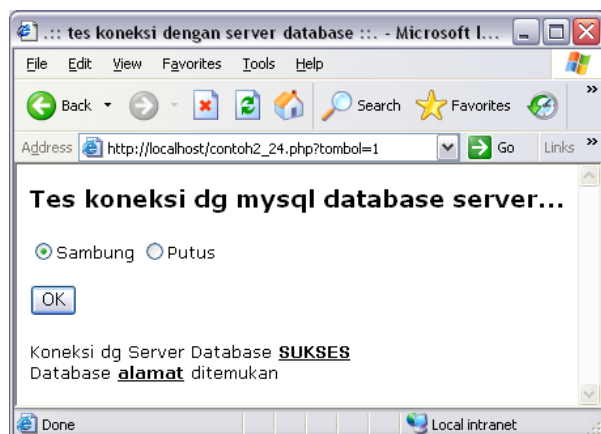 .:: tes koneksi dengan server database ::. - Microsoft I...
File Edit View Favorites Tools Help
Back Search Favorites »
Address http://localhost/contoh2_24.php?tombol=1 Go Links »
Tes koneksi dg mysql database server...
Sambung Putus
OK
Koneksi dg Server Database SUKSES
Database alamat ditemukan
Done Local intranet